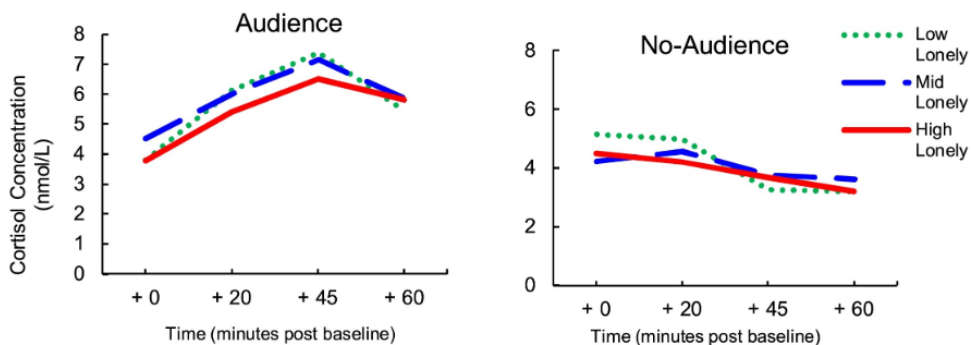 Audience
Cortisol Concentration
(nmol/L)
8
7
6
5
4
3
2
1
0
+ 0
+ 20
+ 45
+ 60
Time (minutes post baseline)
No-Audience
8
6
4
2
0
+ 0
+ 20
+ 45
+ 60
Time (minutes post baseline)
Low
Lonely
Mid
Lonely
High
Lonely